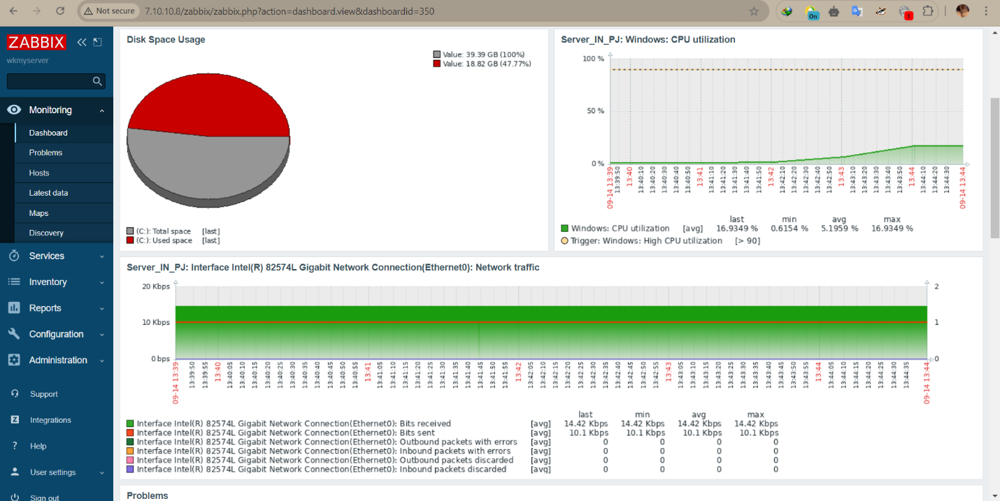 Not secure 7.10.10.8/zabbix/zabbix.php?action=dashboard.view&dashboardid=350
On
1
ZABBIX
wkmyserver
Monitoring
Dashboard
Problems
Hosts
Latest data
Maps
Discovery
Services
Inventory
Reports
Configuration
Administration
Support
Z Integrations
? Help
User settings
Sign out
Disk Space Usage
Value: 39.39 GB (100%)
Value: 18.82 GB (47.77%)
(C:): Total space [last]
(C:): Used space [last]
Server_IN_PJ: Windows: CPU utilization
100 %
50 %
0 %
09-14 13:39
13:39:50
13:40
13:40:10
13:40:20
13:40:30
13:40:40
13:40:50
13:41
13:41:10
13:41:20
13:41:30
13:41:40
13:41:50
13:42
13:42:10
13:42:20
13:42:30
13:42:40
13:42:50
13:43
13:43:10
13:43:20
13:43:30
13:43:40
13:43:50
13:44
13:44:10
13:44:20
13:44:30
09-14 13:44
last min avg max
Windows: CPU utilization [avg] 16.9349 % 0.6154 % 5.1959 % 16.9349 %
Trigger: Windows: High CPU utilization [> 90]
Server_IN_PJ: Interface Intel(R) 82574L Gigabit Network Connection(Ethernet0): Network traffic
20 Kbps
10 Kbps
0 bps
2
1
0
09-14 13:39
13:39:50
13:39:55
13:40
13:40:05
13:40:10
13:40:15
13:40:20
13:40:25
13:40:30
13:40:35
13:40:40
13:40:45
13:40:50
13:40:55
13:41
13:41:05
13:41:10
13:41:15
13:41:20
13:41:25
13:41:30
13:41:35
13:41:40
13:41:45
13:41:50
13:41:55
13:42
13:42:05
13:42:10
13:42:15
13:42:20
13:42:25
13:42:30
13:42:35
13:42:40
13:42:45
13:42:50
13:42:55
13:43
13:43:05
13:43:10
13:43:15
13:43:20
13:43:25
13:43:30
13:43:35
13:43:40
13:43:45
13:43:50
13:43:55
13:44
13:44:05
13:44:10
13:44:15
13:44:20
13:44:25
13:44:30
13:44:35
09-14 13:44
last min avg max
Interface Intel(R) 82574L Gigabit Network Connection(Ethernet0): Bits received [avg] 14.42 Kbps 14.42 Kbps 14.42 Kbps 14.42 Kbps
Interface Intel(R) 82574L Gigabit Network Connection(Ethernet0): Bits sent [avg] 10.1 Kbps 10.1 Kbps 10.1 Kbps 10.1 Kbps
Interface Intel(R) 82574L Gigabit Network Connection(Ethernet0): Outbound packets with errors [avg] 0 0 0 0
Interface Intel(R) 82574L Gigabit Network Connection(Ethernet0): Inbound packets with errors [avg] 0 0 0 0
Interface Intel(R) 82574L Gigabit Network Connection(Ethernet0): Outbound packets discarded [avg] 0 0 0 0
Interface Intel(R) 82574L Gigabit Network Connection(Ethernet0): Inbound packets discarded [avg] 0 0 0 0
Problems